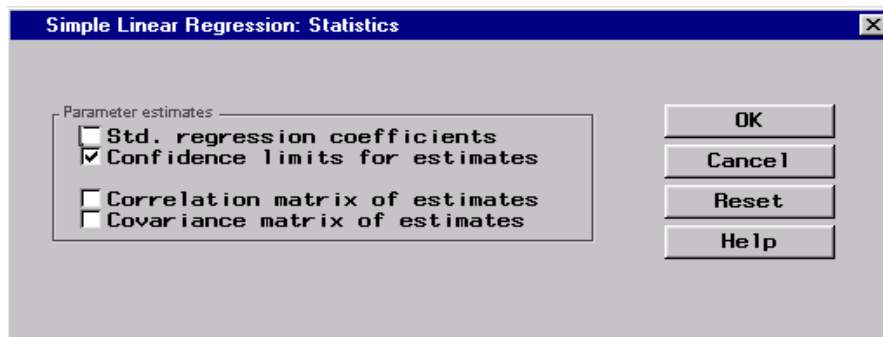 Simple Linear Regression: Statistics
Parameter estimates
Std. regression coefficients
Confidence limits for estimates
Correlation matrix of estimates
Covariance matrix of estimates
OK
Cancel
Reset
Help